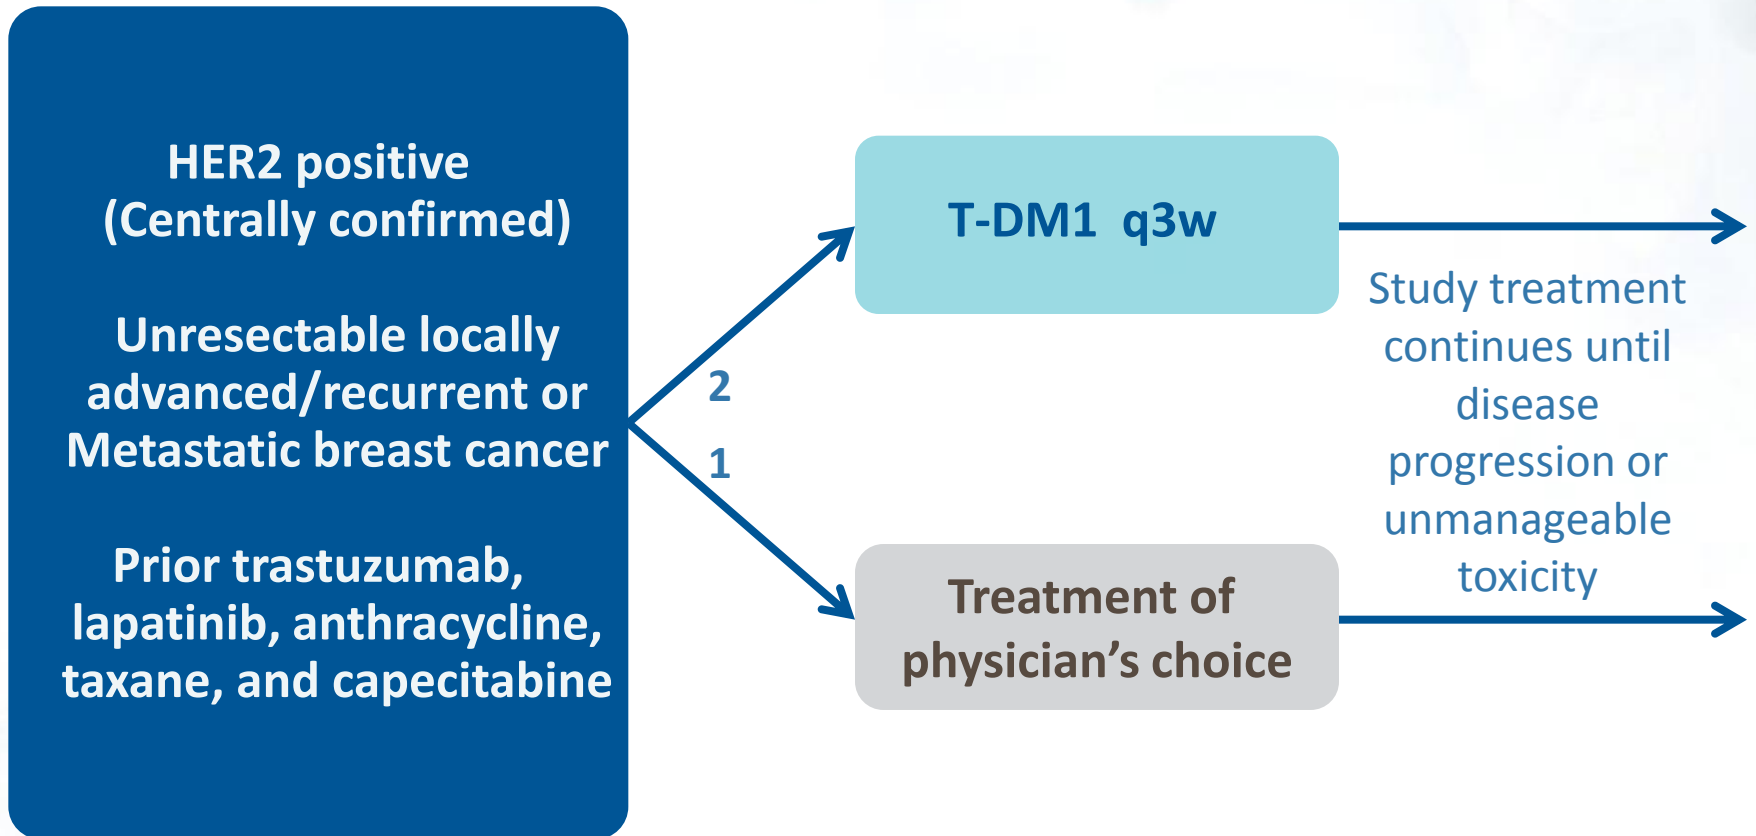 HER2 positive
(Centrally confirmed)
Unresectable locally
advanced/recurrent or
Metastatic breast cancer
Prior trastuzumab,
lapatinib, anthracycline,
taxane, and capecitabine
2
1
T-DM1 q3w
Treatment of
physician’s choice
Study treatment
continues until
disease
progression or
unmanageable
toxicity